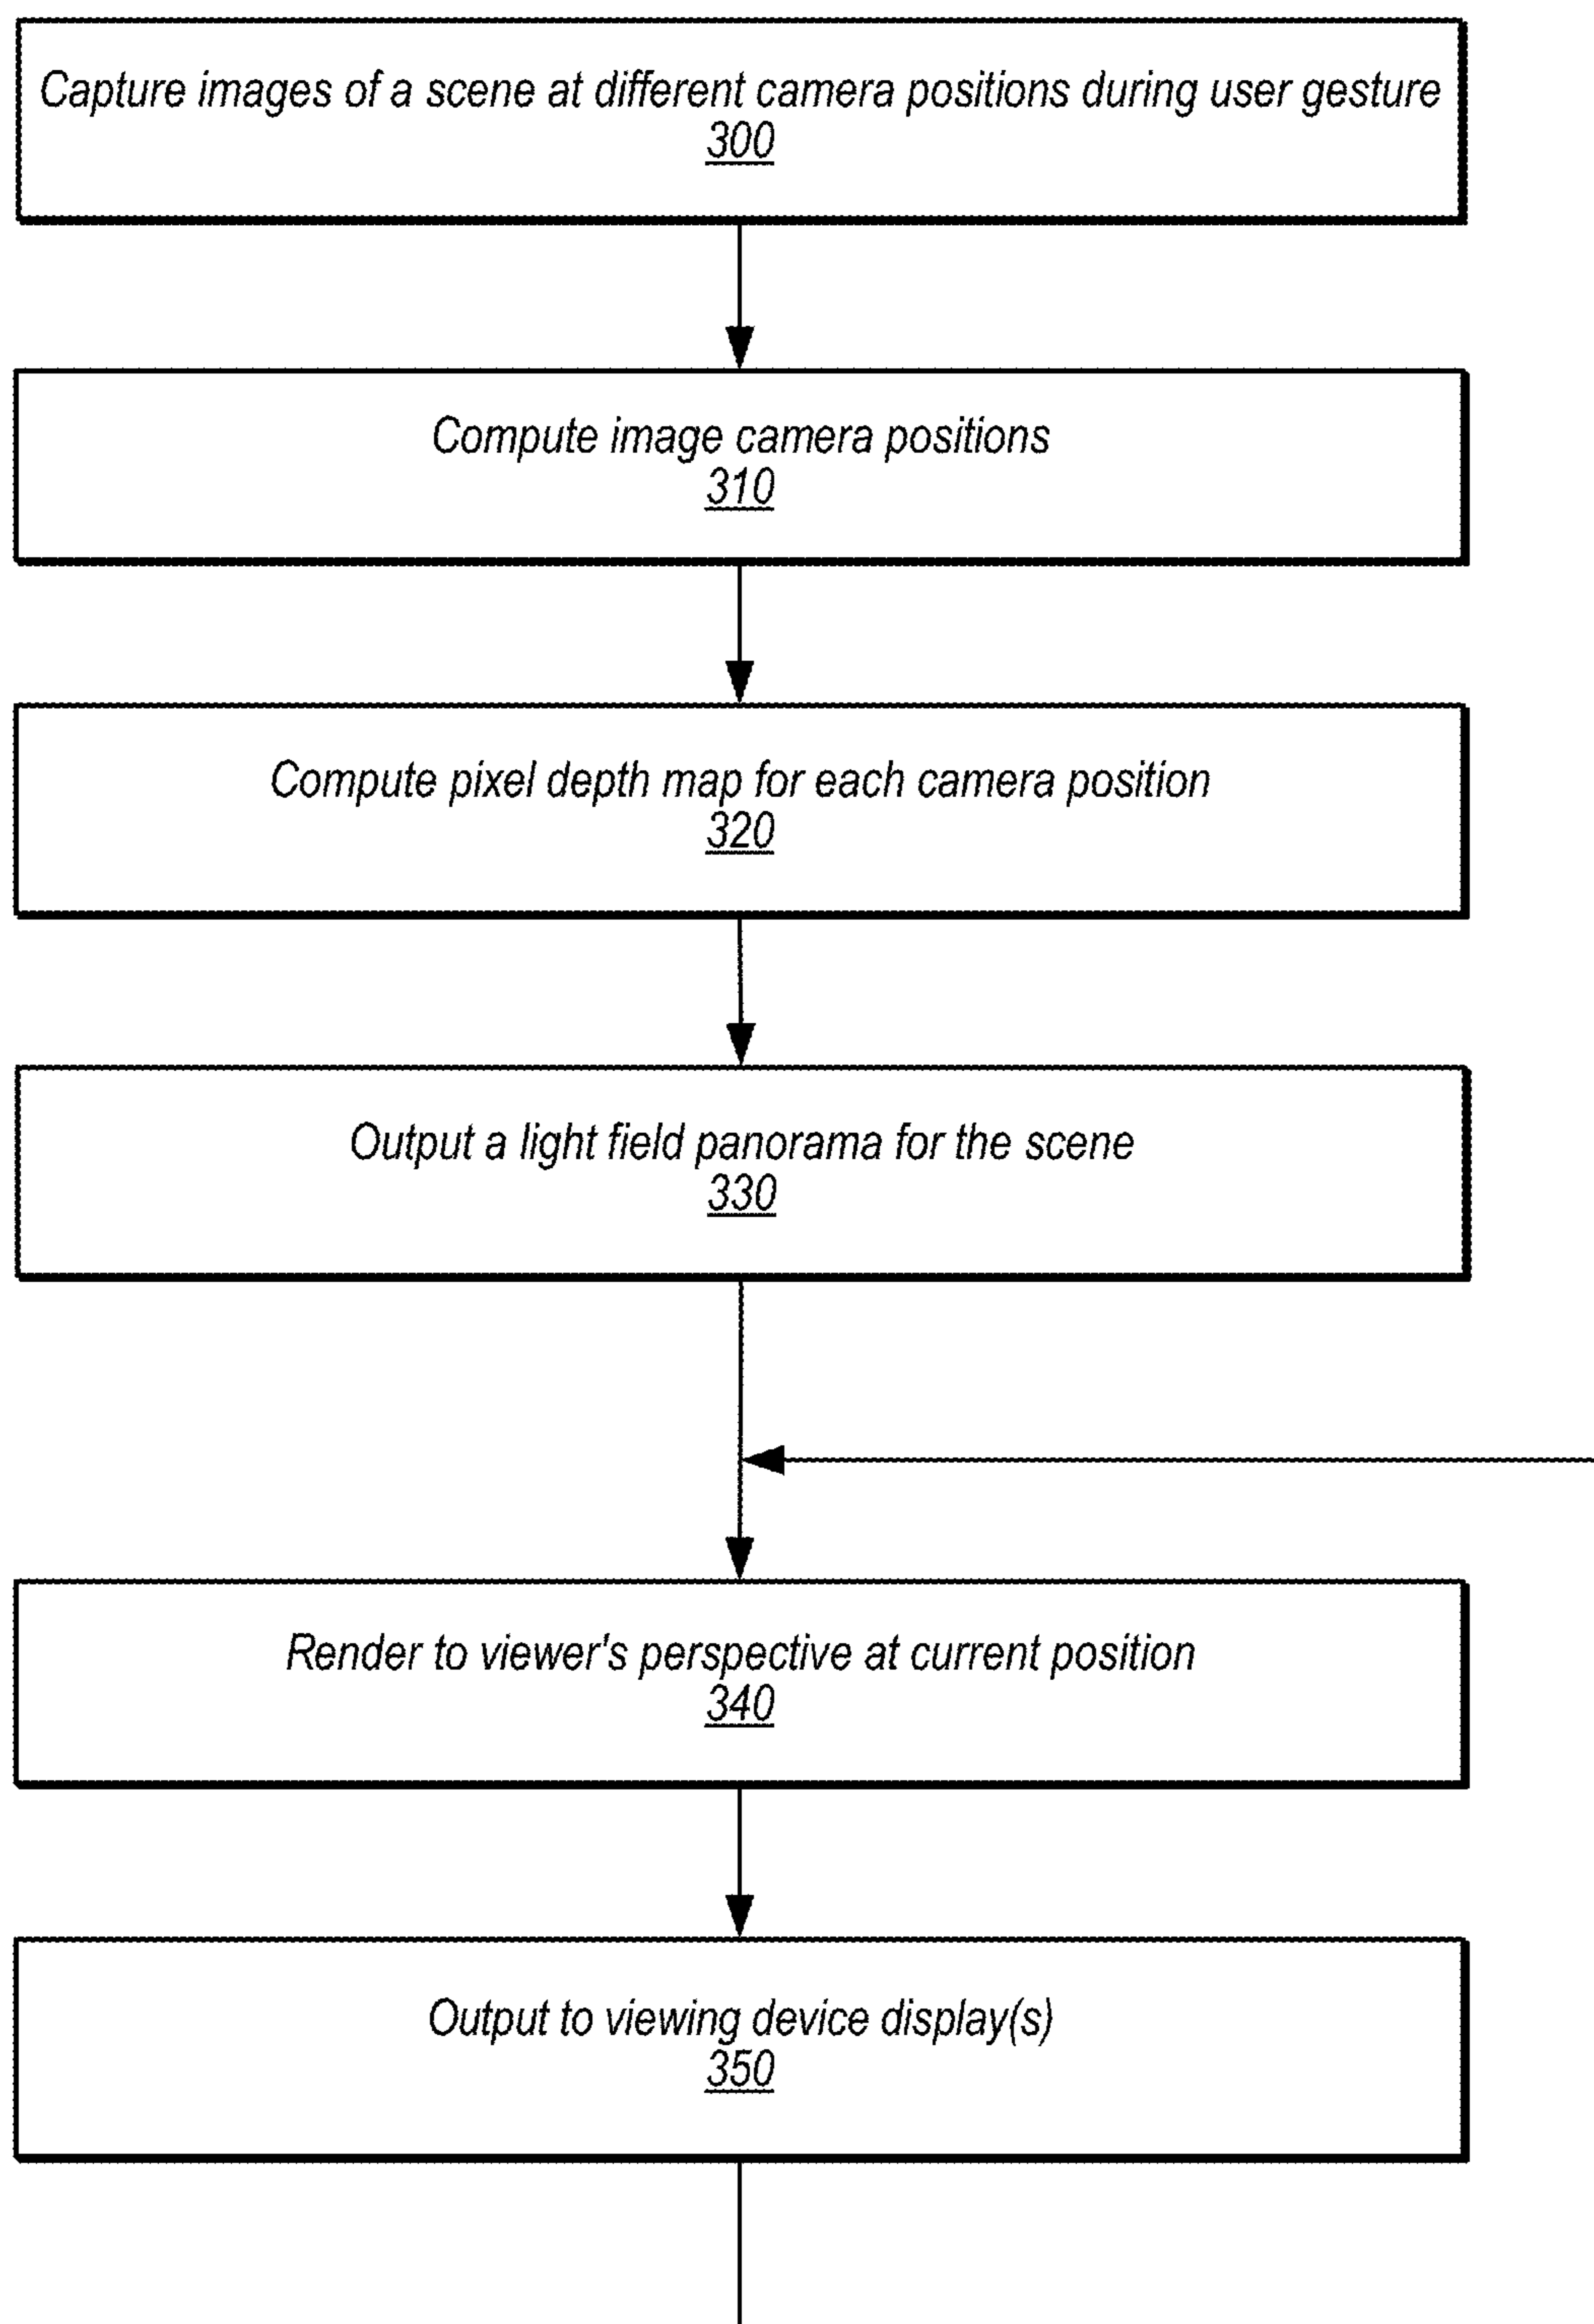 Capture images of a scene at different camera positions during user gesture
300
Compute image camera positions
310
Compute pixel depth map for each camera position
320
Output a light field panorama for the scene
330
Render to viewer's perspective at current position
340
Output to viewing device display(s)
350